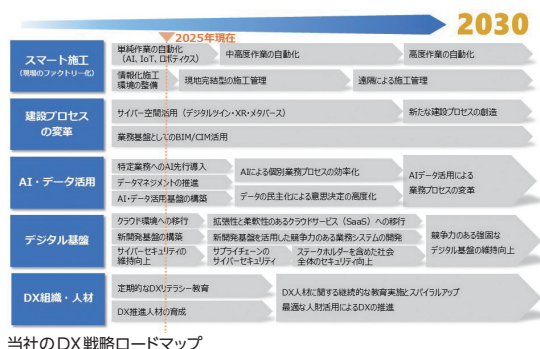 2030
2025年現在
スマート施工
(現場のファクトリー化)
単純作業の自動化
(AI、IoT、ロボティクス)
中高度作業の自動化
高度作業の自動化
情報化施工
環境の整備
現地完結型の施工管理
遠隔による施工管理
建設プロセス
の変革
サイバー空間活用(デジタルツイン・XR・メタバース)
新たな建設プロセスの創造
業務基盤としてのBIM/CIM活用
AI・データ活用
特定業務へのAI先行導入
データマネジメントの推進
AI・データ活用基盤の構築
AIによる個別業務プロセスの効率化
データの民主化による意思決定の高度化
AIデータ活用による
業務プロセスの変革
デジタル基盤
クラウド環境への移行
拡張性と柔軟性のあるクラウドサービス(SaaS)への移行
新開発基盤の構築
新開発基盤を活用した競争力のある業務システムの開発
サイバーセキュリティの
維持向上
サプライチェーンの
サイバーセキュリティ
ステークホルダーを含めた社会
全体のセキュリティ向上
競争力のある強固な
デジタル基盤の維持向上
DX組織・人材
定期的なDXリテラシー教育
DX推進人材の育成
DX人材に関する継続的な教育実施とスパイラルアップ
最適な人財活用によるDXの推進
当社のDX戦略ロードマップ